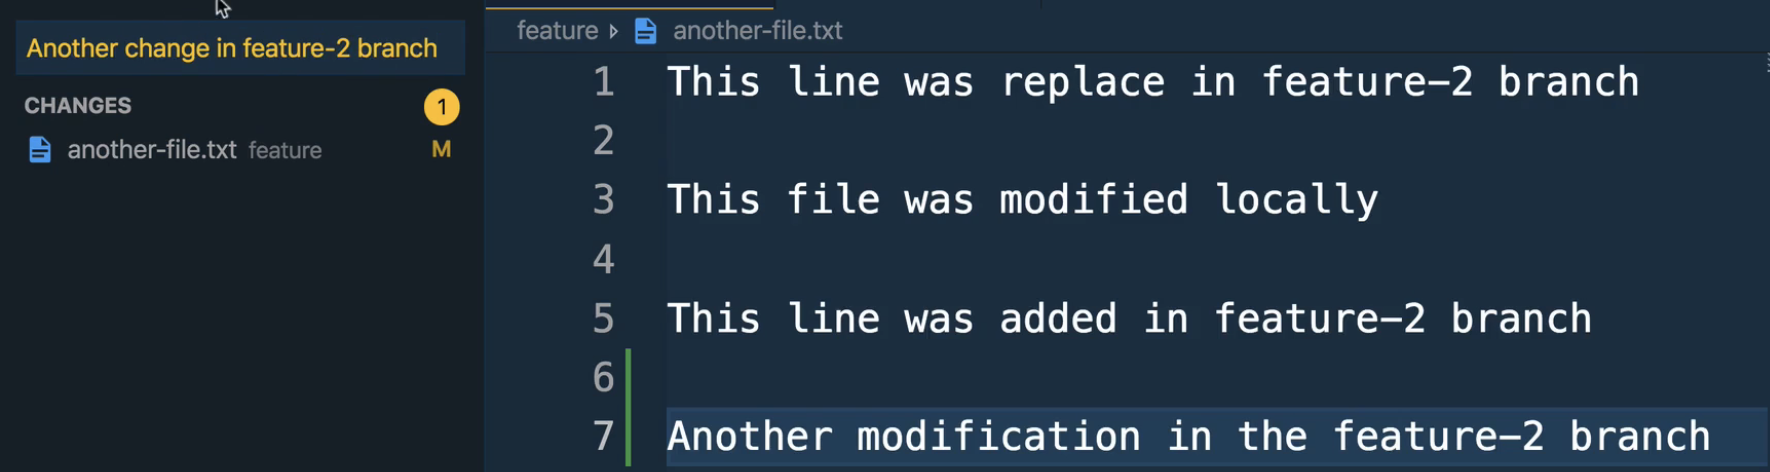 Another change in feature-2 branch
CHANGES
1
another-file.txt feature
M
feature
another-file.txt
1 This line was replace in feature-2 branch
2
3 This file was modified locally
4
5 This line was added in feature-2 branch
6
7 Another modification in the feature-2 branch